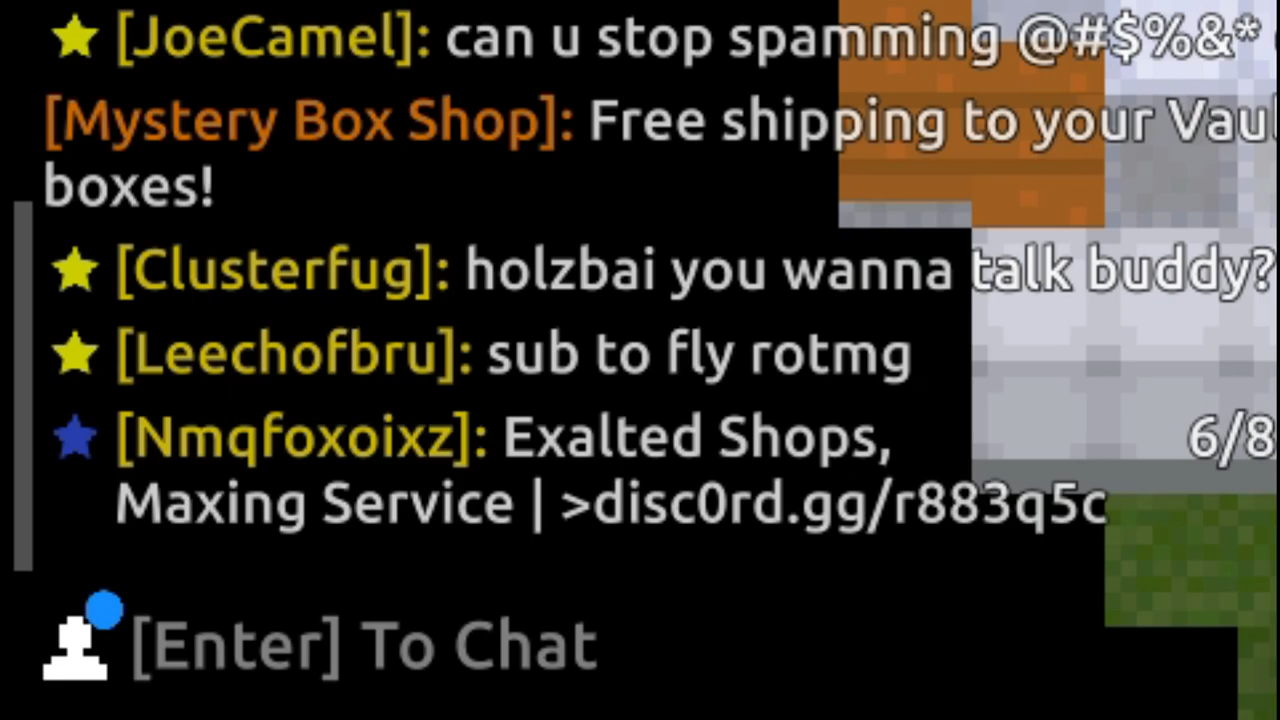 [JoeCamel]: can u stop spamming @#$%&*
[Mystery Box Shop]: Free shipping to your
boxes!
[Clusterfug]: holzbai you wanna talk buddy?
[Leechofbru]: sub to fly rotmg
[Nmqfoxoixz]: Exalted Shops,
6/8
Maxing Service | >disc0rd.gg/r883q5c
[Enter] To Chat